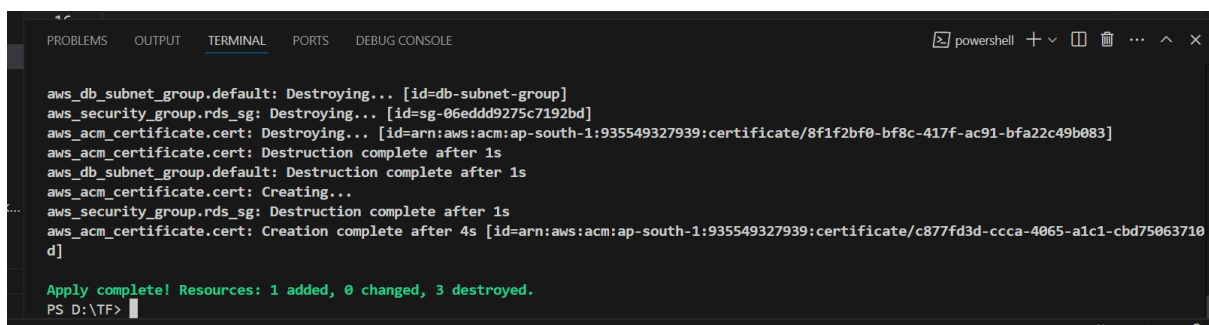 16
PROBLEMS OUTPUT TERMINAL PORTS DEBUG CONSOLE powershell
aws_db_subnet_group.default: Destroying... [id=db-subnet-group]
aws_security_group.rds_sg: Destroying... [id=sg-06eddd9275c7192bd]
aws_acm_certificate.cert: Destroying... [id=arn:aws:acm:ap-south-1:935549327939:certificate/8f1f2bf0-bf8c-417f-ac91-bfa22c49b083]
aws_acm_certificate.cert: Destruction complete after 1s
aws_db_subnet_group.default: Destruction complete after 1s
aws_acm_certificate.cert: Creating...
aws_security_group.rds_sg: Destruction complete after 1s
aws_acm_certificate.cert: Creation complete after 4s [id=arn:aws:acm:ap-south-1:935549327939:certificate/c877fd3d-ccca-4065-a1c1-cbd75063710
d]
Apply complete! Resources: 1 added, 0 changed, 3 destroyed.
PS D:\TF>